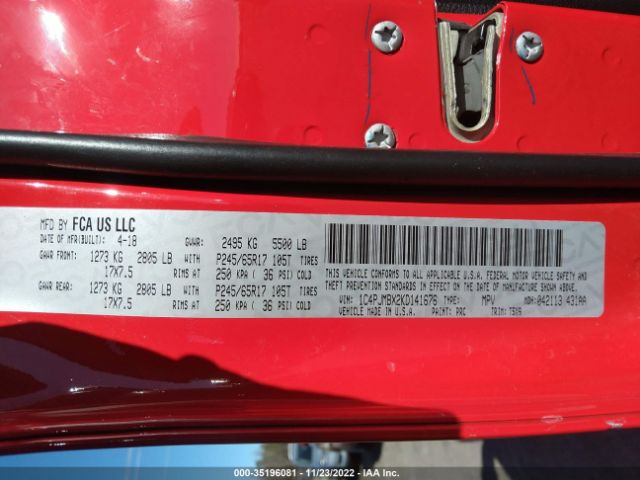 MFD BY FCA US LLC
DATE OF MFR(BUILT): 4-18 GVWR: 2495 KG 5500 LB
GAWR FRONT: 1273 KG 2805 LB WITH P245/65R17 105T TIRES
17X7.5 RIMS AT 250 KPA ( 36 PSI) COLD
GAWR REAR: 1273 KG 2805 LB WITH P245/65R17 105T TIRES
17X7.5 RIMS AT 250 KPA ( 36 PSI) COLD
THIS VEHICLE CONFORMS TO ALL APPLICABLE U.S.A. FEDERAL MOTOR VEHICLE SAFETY, BUMPER AND
THEFT PREVENTION STANDARDS IN EFFECT ON THE DATE OF MANUFACTURE SHOWN ABOVE.
VIN: 1C4PJMBX2KD141676 TYPE: MPV MDH: 042113 431AA
VEHICLE MADE IN U.S.A. PAINT: PRC TRIM: T5X9
000-35196081 - 11/23/2022 - IAA Inc.